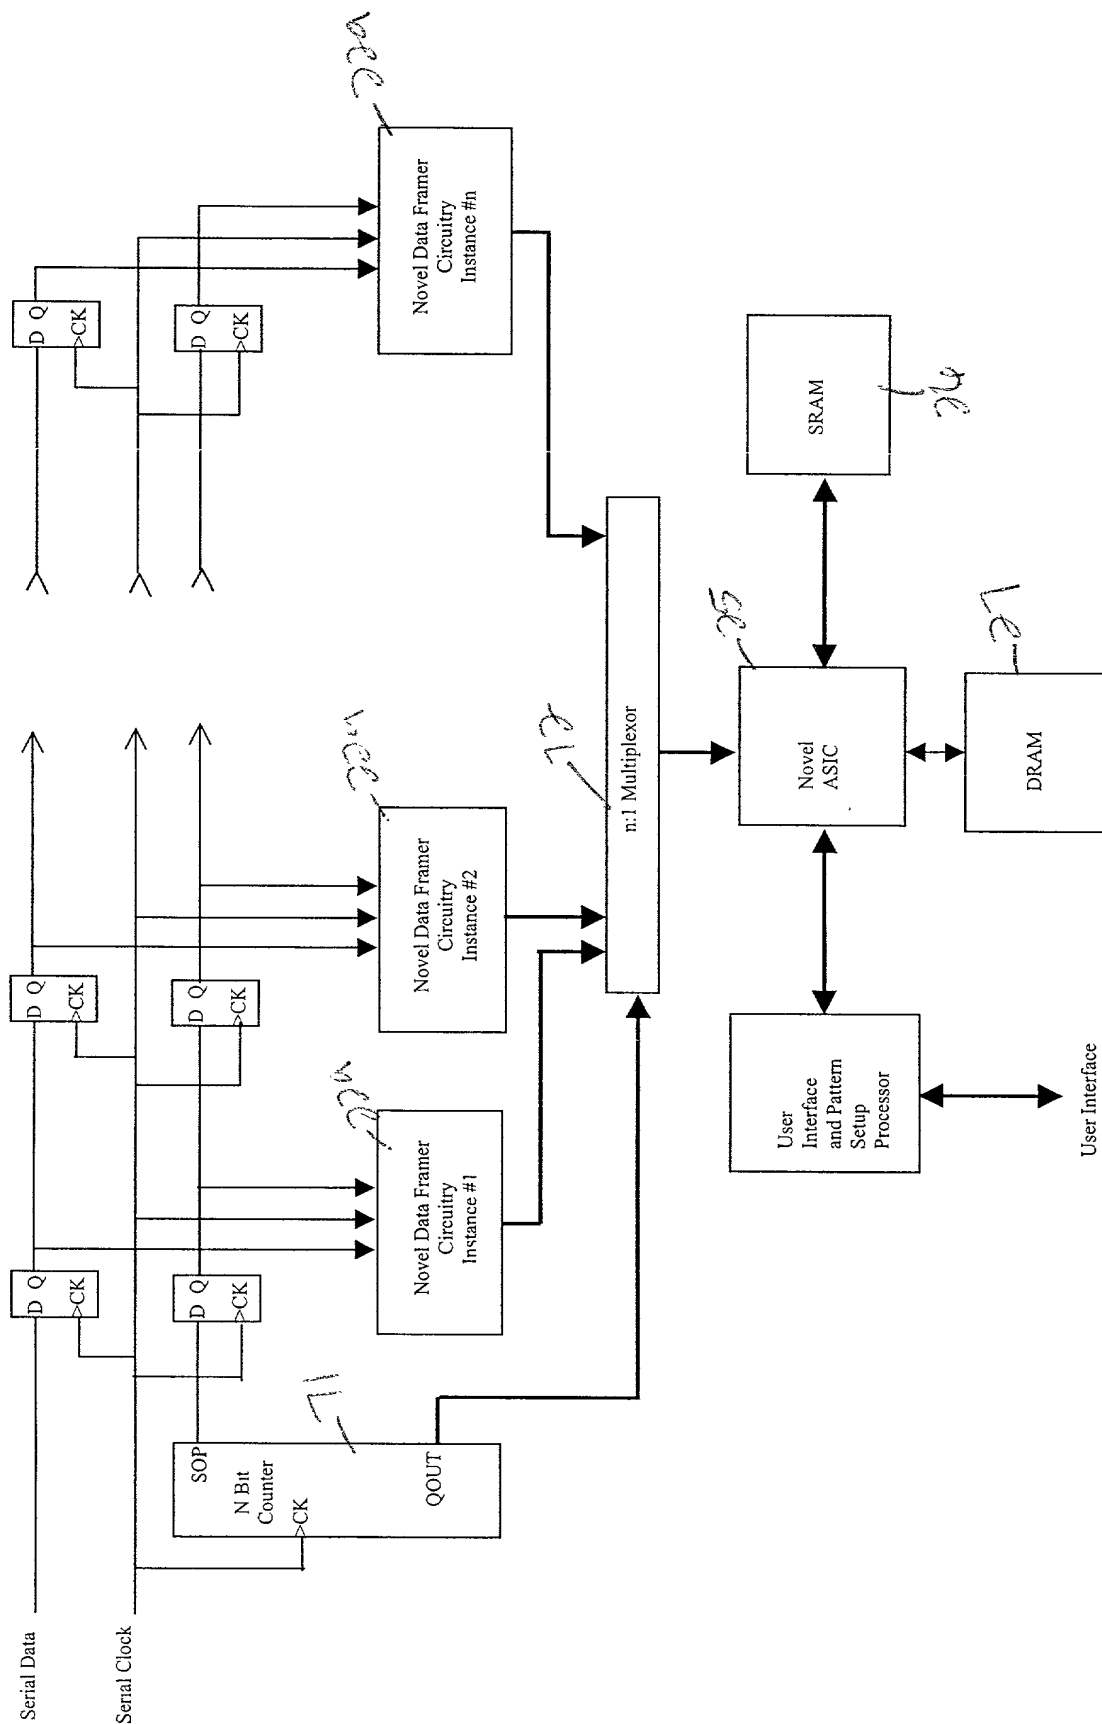 Serial Data
Serial Clock
D Q
CK
D Q
CK
D Q
CK
SOP
D Q
CK
D Q
CK
D Q
CK
N Bit
Counter
CK
QOUT
Novel Data Framer
Circuitry
Instance #1
Novel Data Framer
Circuitry
Instance #2
Novel Data Framer
Circuitry
Instance #n
n:1 Multiplexor
User
Interface
and Pattern
Setup
Processor
Novel
ASIC
SRAM
DRAM
User Interface